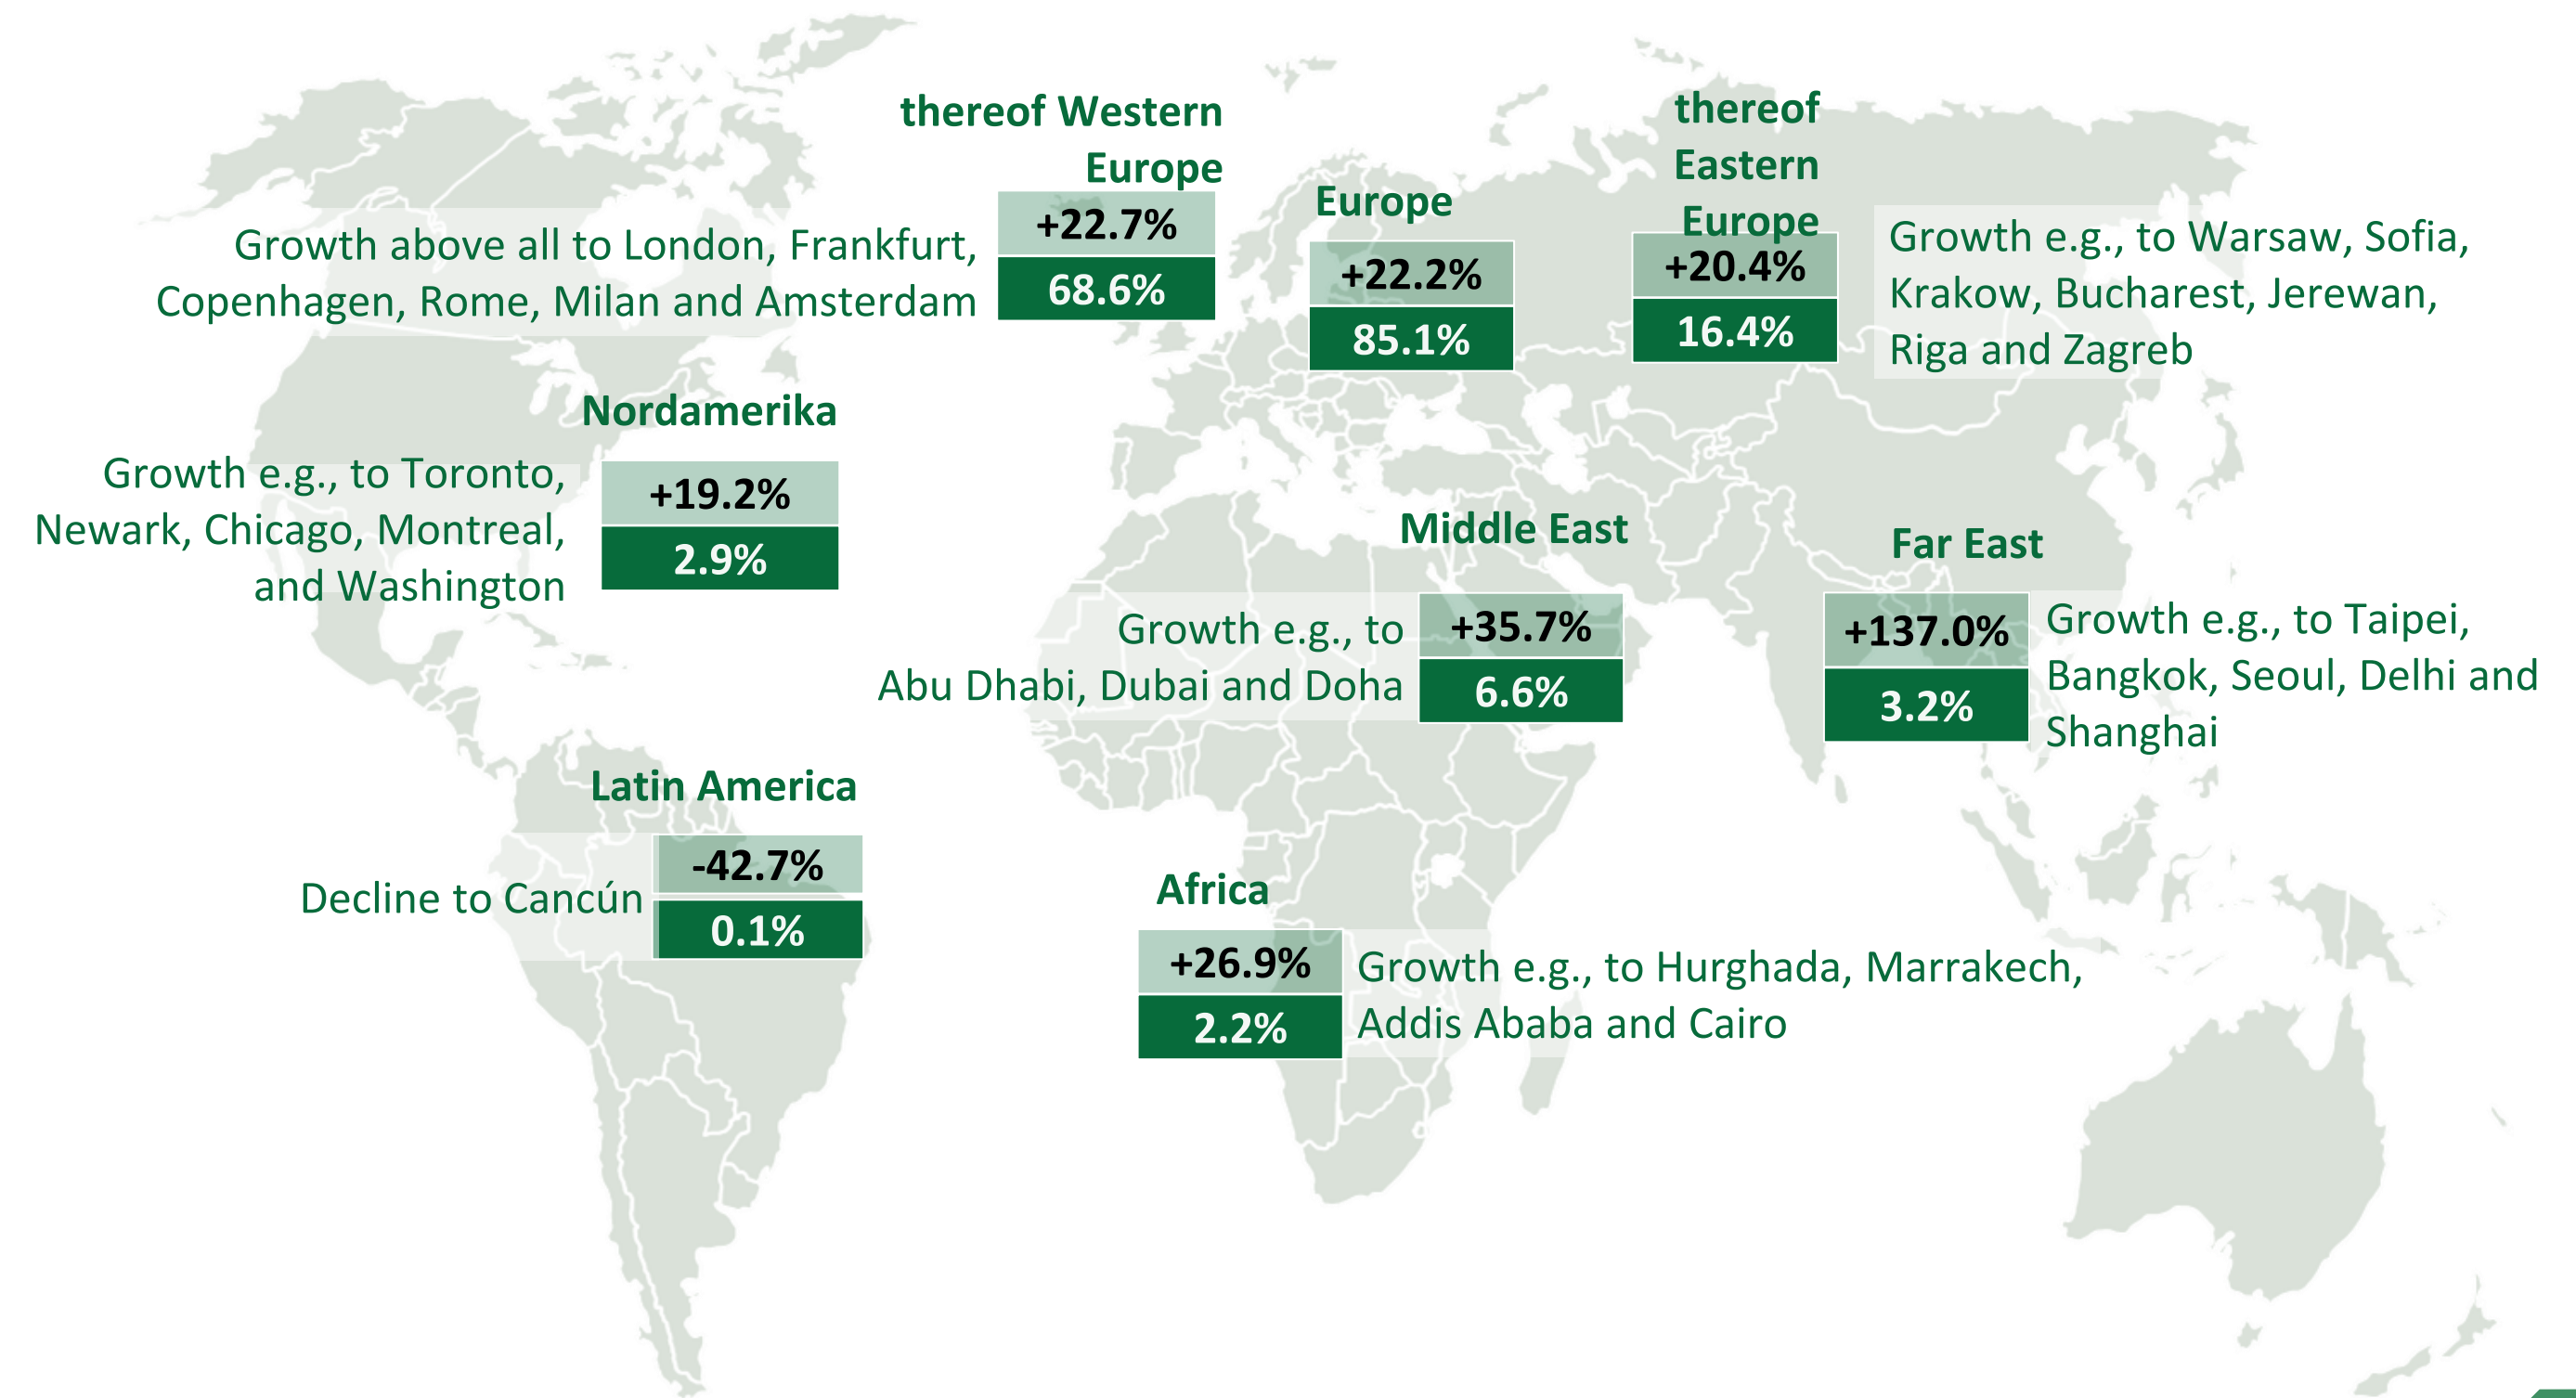 thereof Western
Europe
+22.7%
68.6%
Growth above all to London, Frankfurt,
Copenhagen, Rome, Milan and Amsterdam
Europe
+22.2%
85.1%
thereof
Eastern
Europe
+20.4%
16.4%
Growth e.g., to Warsaw, Sofia,
Krakow, Bucharest, Jerewan,
Riga and Zagreb
Nordamerika
+19.2%
2.9%
Growth e.g., to Toronto,
Newark, Chicago, Montreal,
and Washington
Middle East
+35.7%
6.6%
Growth e.g., to
Abu Dhabi, Dubai and Doha
Far East
+137.0%
3.2%
Growth e.g., to Taipei,
Bangkok, Seoul, Delhi and
Shanghai
Latin America
-42.7%
0.1%
Decline to Cancún
Africa
+26.9%
2.2%
Growth e.g., to Hurghada, Marrakech,
Addis Ababa and Cairo